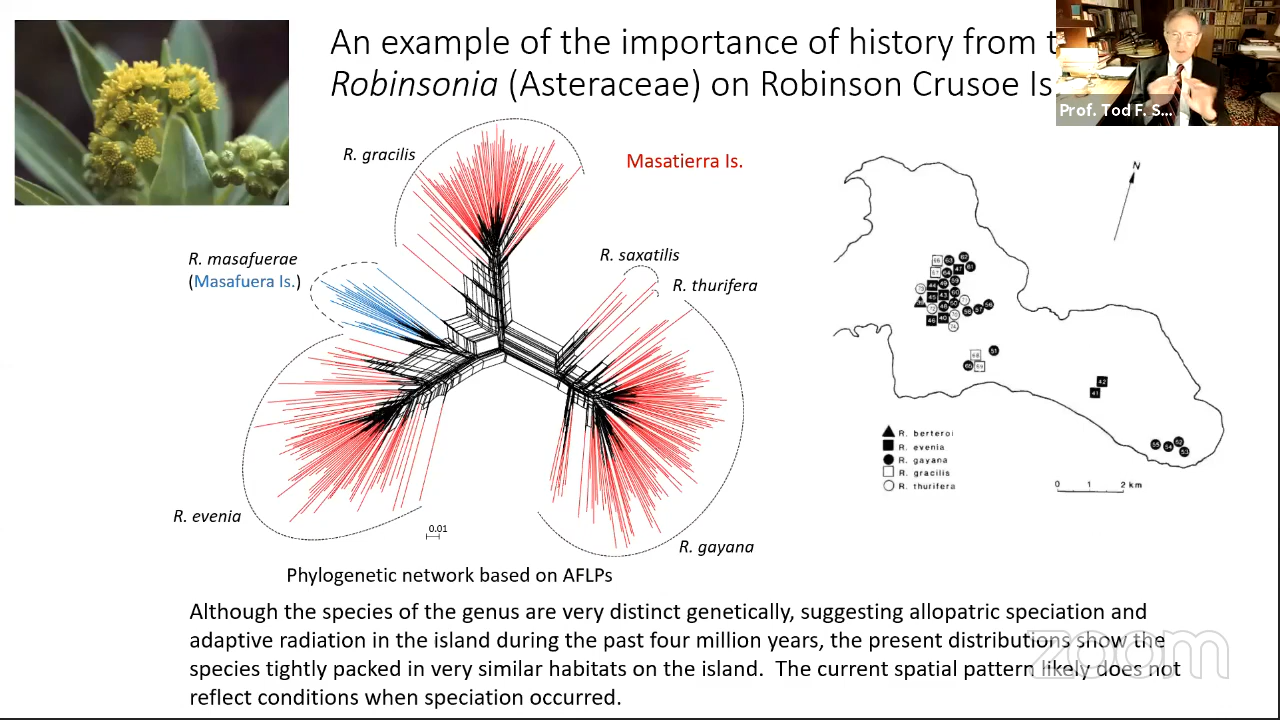 An example of the importance of history from t
Robinsonia (Asteraceae) on Robinson Crusoe Is
Prof. Tod F. S...
R. gracilis
Masatierra Is.
N
R. masafuerae
(Masafuera Is.)
R. saxatilis
R. thurifera
R. evenia
0.01
R. gayana
R. berteroi
R. evenia
R. gayana
R. gracilis
R. thurifera
0 1 2 km
Phylogenetic network based on AFLPs
Although the species of the genus are very distinct genetically, suggesting allopatric speciation and
adaptive radiation in the island during the past four million years, the present distributions show the
species tightly packed in very similar habitats on the island. The current spatial pattern likely does not
reflect conditions when speciation occurred.
zoom